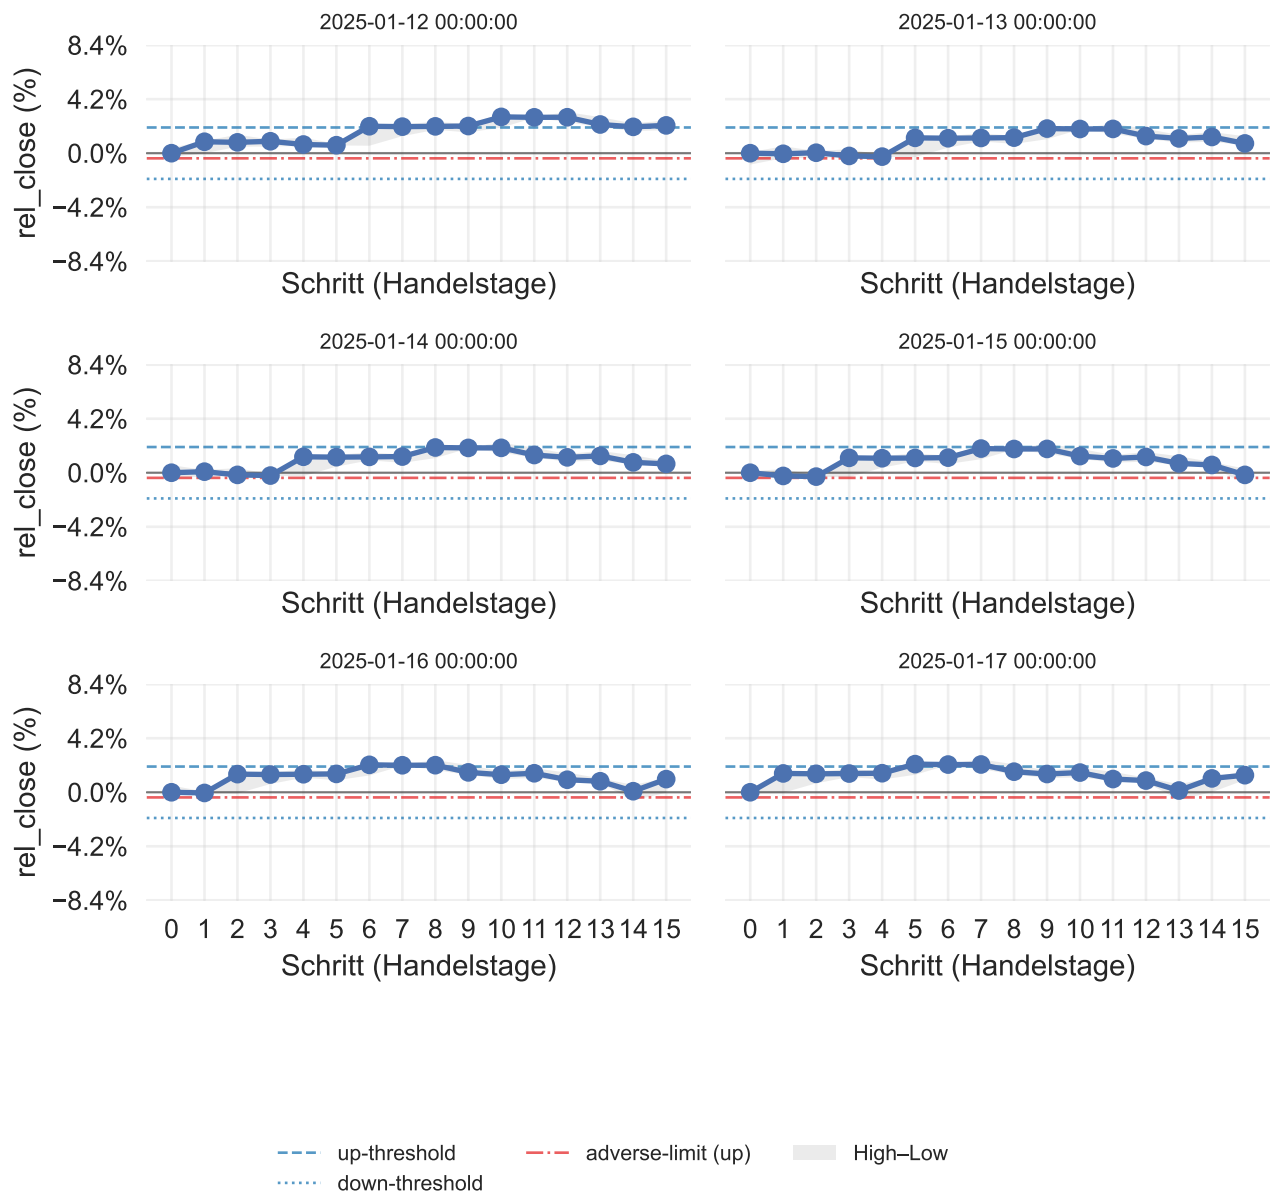 2025-01-12 00:00:00
8.4%
4.2%
0.0%
−4.2%
−8.4%
rel_close (%)
Schritt (Handelstage)
2025-01-13 00:00:00
Schritt (Handelstage)
2025-01-14 00:00:00
8.4%
4.2%
0.0%
−4.2%
−8.4%
rel_close (%)
Schritt (Handelstage)
2025-01-15 00:00:00
Schritt (Handelstage)
2025-01-16 00:00:00
8.4%
4.2%
0.0%
−4.2%
−8.4%
rel_close (%)
0 1 2 3 4 5 6 7 8 9 10 11 12 13 14 15
Schritt (Handelstage)
2025-01-17 00:00:00
0 1 2 3 4 5 6 7 8 9 10 11 12 13 14 15
Schritt (Handelstage)
up-threshold
down-threshold
adverse-limit (up)
High–Low